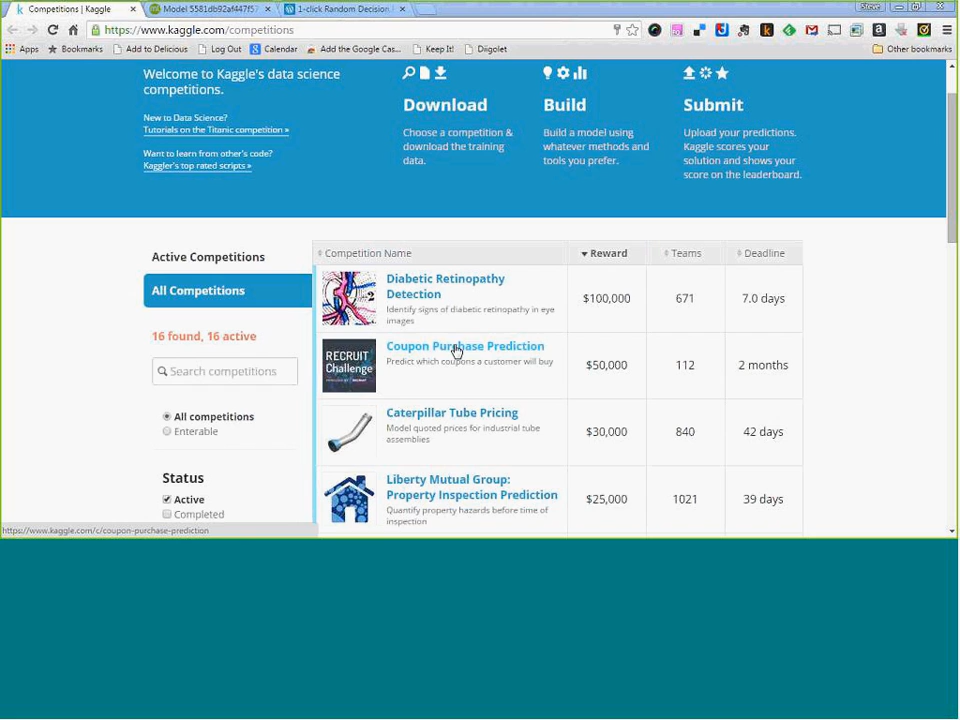 Competitions | Kaggle
Model 5581db92af447f57
1-click Random Decision
Steve
https://www.kaggle.com/competitions
Apps
Bookmarks
Add to Delicious
Log Out
Calendar
Add the Google Cas...
Keep It!
Diigolet
Other bookmarks
Welcome to Kaggle's data science
competitions.
New to Data Science?
Tutorials on the Titanic competition »
Want to learn from other's code?
Kaggler's top rated scripts »
Download
Choose a competition &
download the training
data.
Build
Build a model using
whatever methods and
tools you prefer.
Submit
Upload your predictions.
Kaggle scores your
solution and shows your
score on the leaderboard.
Active Competitions
All Competitions
16 found, 16 active
Search competitions
All competitions
Enterable
Status
Active
Completed
Competition Name Reward Teams Deadline
Diabetic Retinopathy
Detection
Identify signs of diabetic retinopathy in eye
images
$100,000 671 7.0 days
RECRUIT
Challenge
Coupon Purchase Prediction
Predict which coupons a customer will buy
$50,000 112 2 months
Caterpillar Tube Pricing
Model quoted prices for industrial tube
assemblies
$30,000 840 42 days
Liberty Mutual Group:
Property Inspection Prediction
Quantify property hazards before time of
inspection
$25,000 1021 39 days
https://www.kaggle.com/c/coupon-purchase-prediction